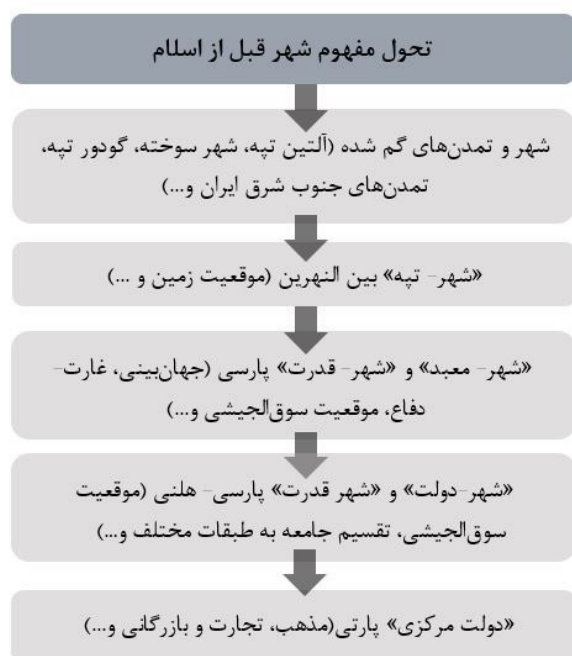 تحول مفهوم شهر قبل از اسلام
شهر و تمدن‌های گم شده (آلتین تپه، شهر سوخته، گودور تپه،
تمدن‌های جنوب شرق ایران و...)
«شهر- تپه» بین النهرین (موقعیت زمین و ...)
«شهر- معبد» و «شهر- قدرت» پارسی (جهان‌بینی، غارت-
دفاع، موقعیت سوق‌الجیشی و...)
«شهر-دولت» و «شهر قدرت» پارسی- هلنی (موقعیت
سوق‌الجیشی، تقسیم جامعه به طبقات مختلف و...)
«دولت مرکزی» پارتی(مذهب، تجارت و بازرگانی و...)